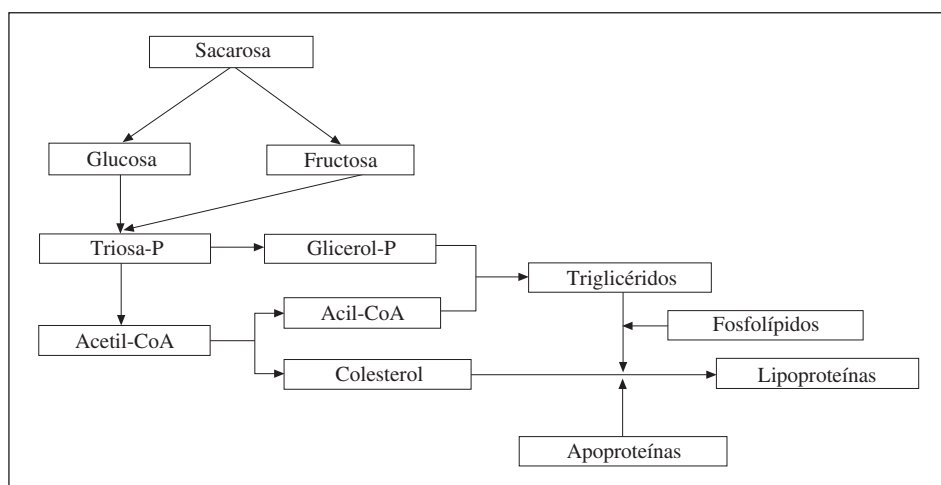 Sacarosa
Glucosa
Fructosa
Triosa-P
Glicerol-P
Triglicéridos
Acil-CoA
Fosfolípidos
Acetil-CoA
Colesterol
Lipoproteínas
Apoproteínas